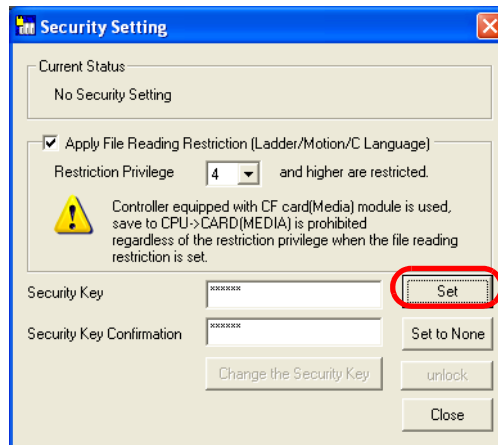 Security Setting
Current Status
No Security Setting
Apply File Reading Restriction (Ladder/Motion/C Language)
Restriction Privilege 4 and higher are restricted.
Controller equipped with CF card(Media) module is used,
save to CPU->CARD(MEDIA) is prohibited
regardless of the restriction privilege when the file reading
restriction is set.
Security Key ****** Set
Security Key Confirmation ****** Set to None
Change the Security Key unlock
Close